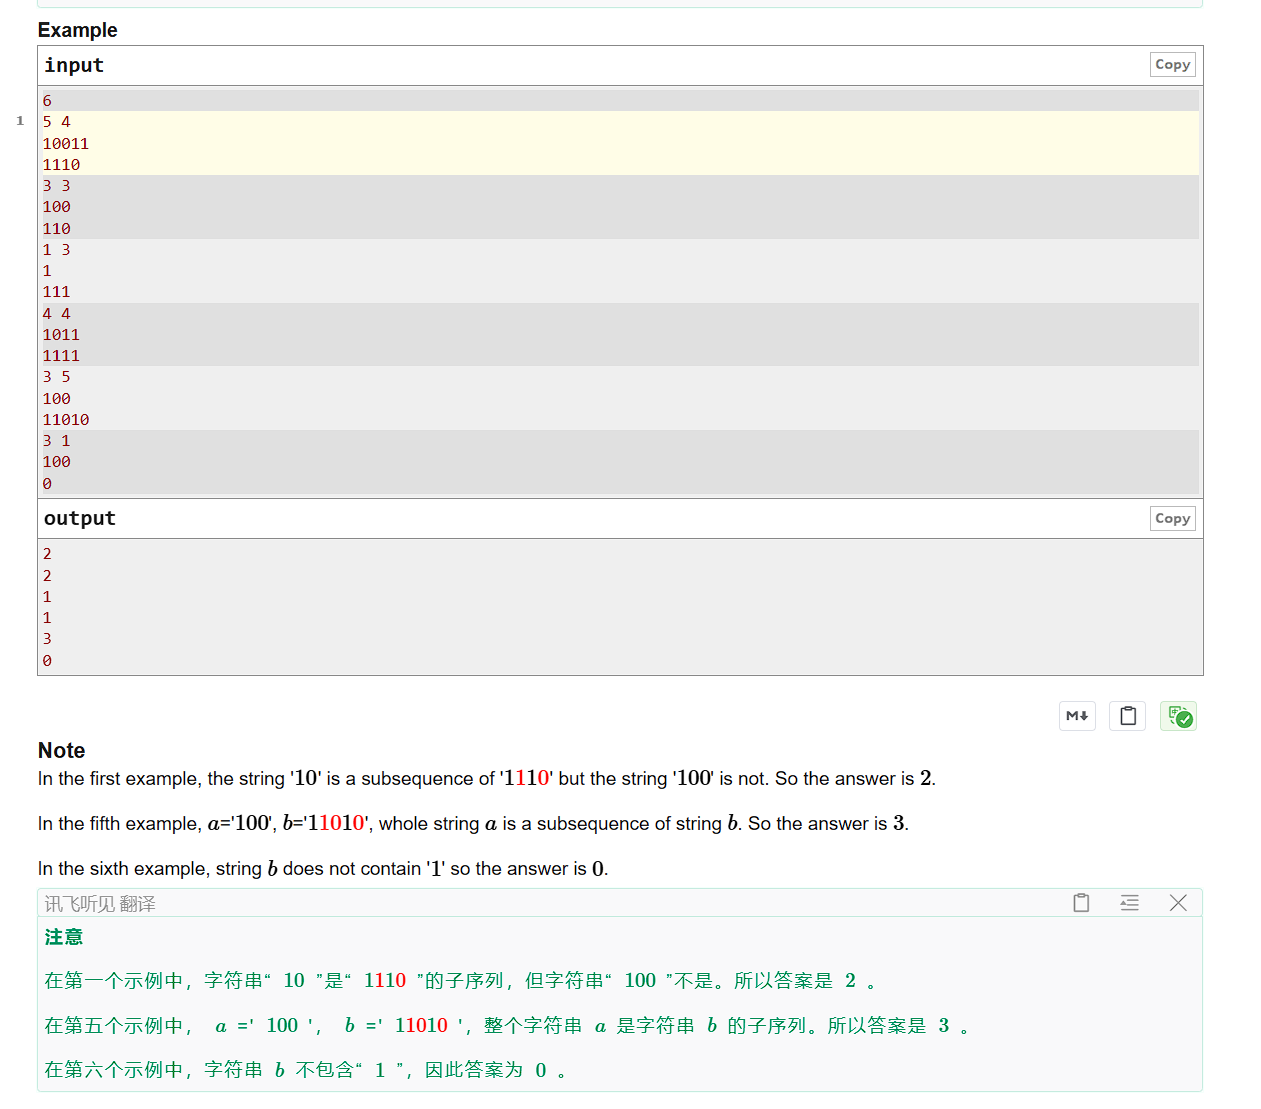 Example
input
Copy
6
1
5 4
10011
1110
3 3
100
110
1 3
1
111
4 4
1011
1111
3 5
100
11010
3 1
100
0
output
Copy
2
2
1
1
3
0
M
Note
In the first example, the string '10' is a subsequence of '1110' but the string '100' is not. So the answer is 2.
In the fifth example, a='100', b='11010', whole string a is a subsequence of string b. So the answer is 3.
In the sixth example, string b does not contain '1' so the answer is 0.
讯飞听见 翻译
注意
在第一个示例中，字符串“ 10 ”是“ 1110 ”的子序列，但字符串“ 100 ”不是。所以答案是 2 。
在第五个示例中， a =' 100 '， b =' 11010 '，整个字符串 a 是字符串 b 的子序列。所以答案是 3 。
在第六个示例中，字符串 b 不包含“ 1 ”，因此答案为 0 。